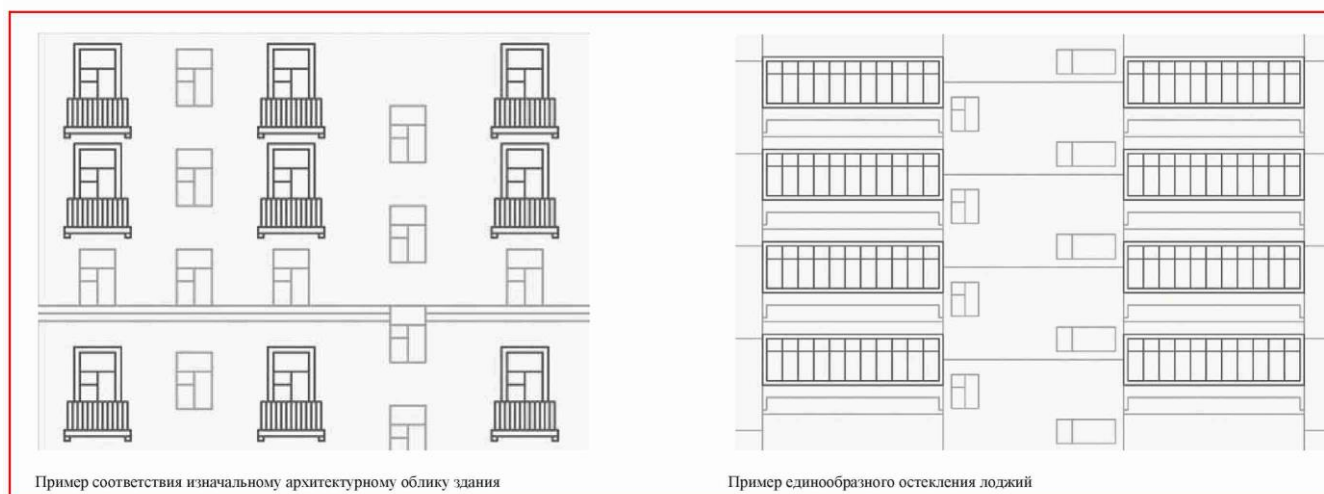 Пример соответствия изначальному архитектурному облику здания
Пример единообразного остекления лоджий